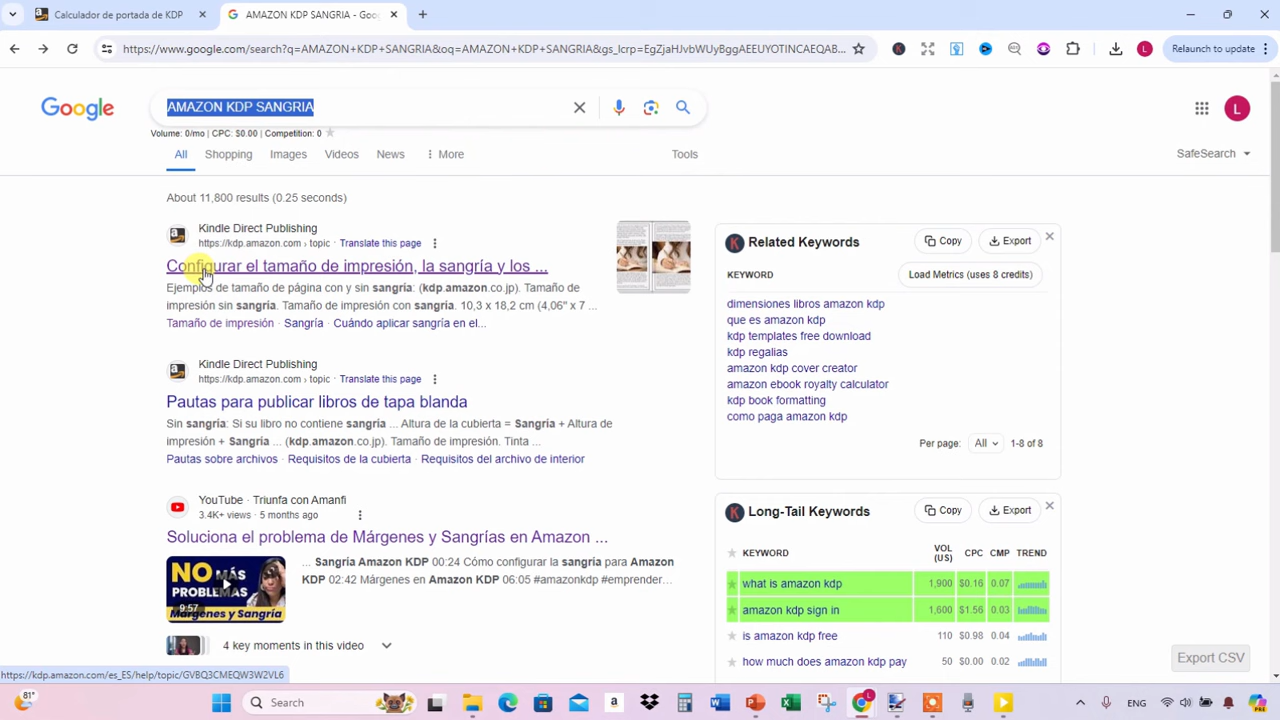 Calculador de portada de KDP
AMAZON KDP SANGRIA - Goo
https://www.google.com/search?q=AMAZON+KDP+SANGRIA&oq=AMAZON+KDP+SANGRIA&gs_lcrp=EgZjaHJvbWUyBggAEEUYOTINCAEQAB...
L
Relaunch to update
Google
AMAZON KDP SANGRIA
L
Volume: 0/mo | CPC: $0.00 | Competition: 0
All
Shopping
Images
Videos
News
More
Tools
SafeSearch
About 11,800 results (0.25 seconds)
Kindle Direct Publishing
https://kdp.amazon.com › topic · Translate this page
Configurar el tamaño de impresión, la sangría y los ...
Ejemplos de tamaño de página con y sin sangría: (kdp.amazon.co.jp). Tamaño de
impresión sin sangría. Tamaño de impresión con sangría. 10,3 x 18,2 cm (4,06" x 7 ...
Tamaño de impresión · Sangría · Cuándo aplicar sangría en el...
Kindle Direct Publishing
https://kdp.amazon.com › topic · Translate this page
Pautas para publicar libros de tapa blanda
Sin sangría: Si su libro no contiene sangría ... Altura de la cubierta = Sangría + Altura de
impresión + Sangría ... (kdp.amazon.co.jp). Tamaño de impresión. Tinta ...
Pautas sobre archivos · Requisitos de la cubierta · Requisitos del archivo de interior
YouTube · Triunfa con Amanfi
3.4K+ views · 5 months ago
Soluciona el problema de Márgenes y Sangrías en Amazon ...
NO MÁS
PROBLEMAS
Márgenes y Sangría
9:57
... Sangría Amazon KDP 00:24 Cómo configurar la sangría para Amazon
KDP 02:42 Márgenes en Amazon KDP 06:05 #amazonkdp #emprender...
4 key moments in this video
Related Keywords
Copy
Export
KEYWORD
Load Metrics (uses 8 credits)
dimensiones libros amazon kdp
que es amazon kdp
kdp templates free download
kdp regalias
amazon kdp cover creator
amazon ebook royalty calculator
kdp book formatting
como paga amazon kdp
Per page: All 1-8 of 8
Long-Tail Keywords
Copy
Export
KEYWORD VOL (US) CPC CMP TREND
what is amazon kdp 1,900 $0.16 0.07
amazon kdp sign in 1,600 $1.56 0.03
is amazon kdp free 110 $0.98 0.04
how much does amazon kdp pay 50 $0.00 0.02
Export CSV
https://kdp.amazon.com/es_ES/help/topic/GVBQ3CMEQW3W2VL6
81°
Search
ENG